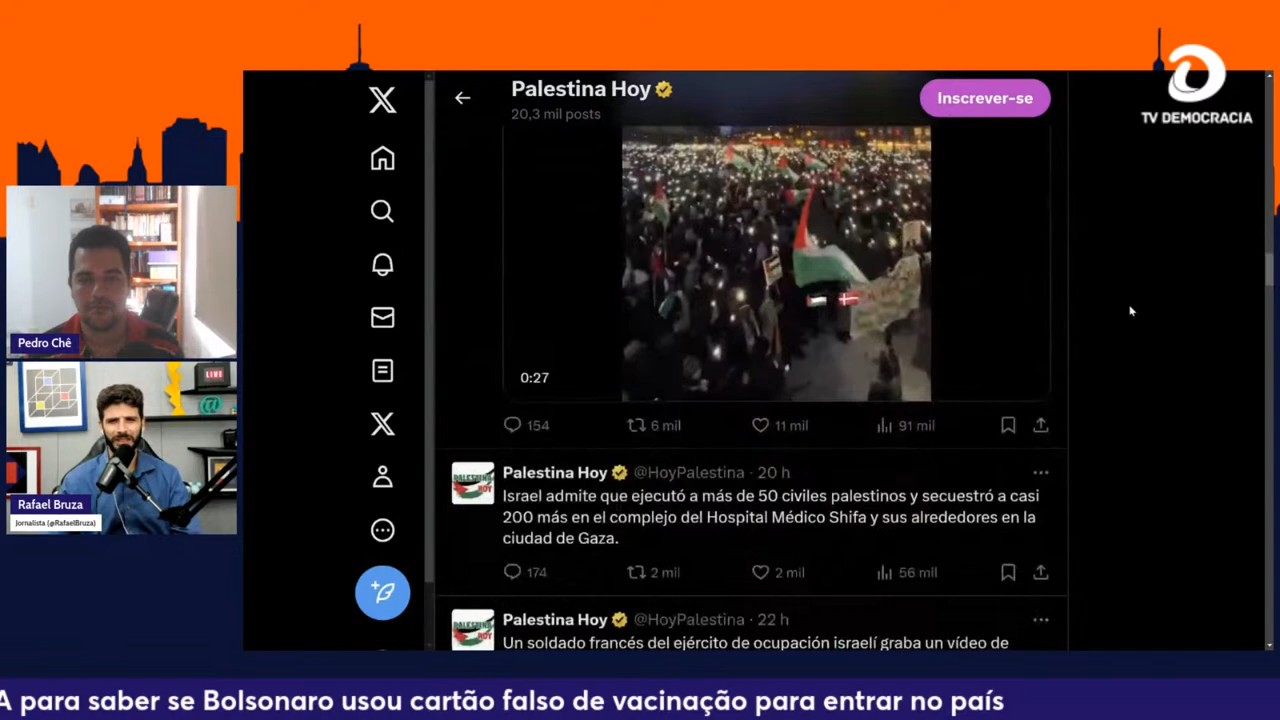 Palestina Hoy
20,3 mil posts
Inscrever-se
TV DEMOCRACIA
0:27
154
6 mil
11 mil
91 mil
Palestina Hoy @HoyPalestina · 20 h
Israel admite que ejecutó a más de 50 civiles palestinos y secuestró a casi
200 más en el complejo del Hospital Médico Shifa y sus alrededores en la
ciudad de Gaza.
174
2 mil
2 mil
56 mil
Palestina Hoy @HoyPalestina · 22 h
Un soldado francés del ejército de ocupación israelí graba un vídeo de
LIVE
Pedro Chê
Rafael Bruza
Jornalista (@RafaelBruza)
A para saber se Bolsonaro usou cartão falso de vacinação para entrar no país